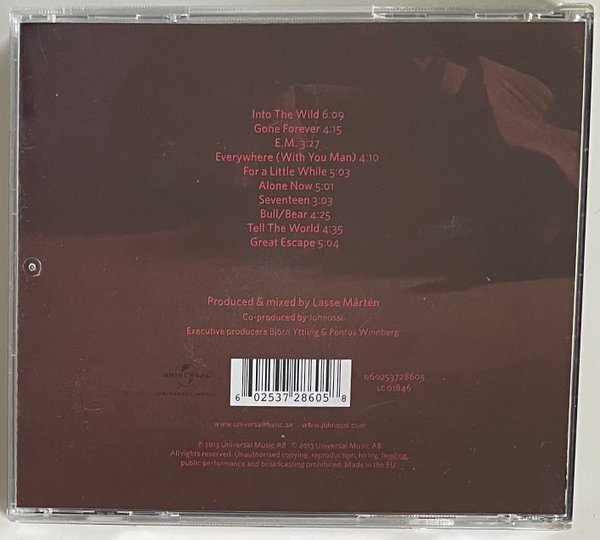 Into The Wild 6:09
Gone Forever 4:15
E.M. 3:27
Everywhere (With You Man) 4:10
For a Little While 5:03
Alone Now 5:01
Seventeen 3:03
Bull/Bear 4:25
Tell The World 4:35
Great Escape 5:04
Produced & mixed by Lasse Mårtén
Co-produced by Johnossi
Executive producers Björn Yttling & Pontus Winnberg
UNIVERSAL
UNIVERSAL MUSIC
6 02537 28605 8
060253728605
LC 01846
www.universalmusic.se www.johnossi.com
℗ 2013 Universal Music AB © 2013 Universal Music AB
All rights reserved. Unauthorised copying, reproduction, hiring, lending,
public performance and broadcasting prohibited. Made in the EU